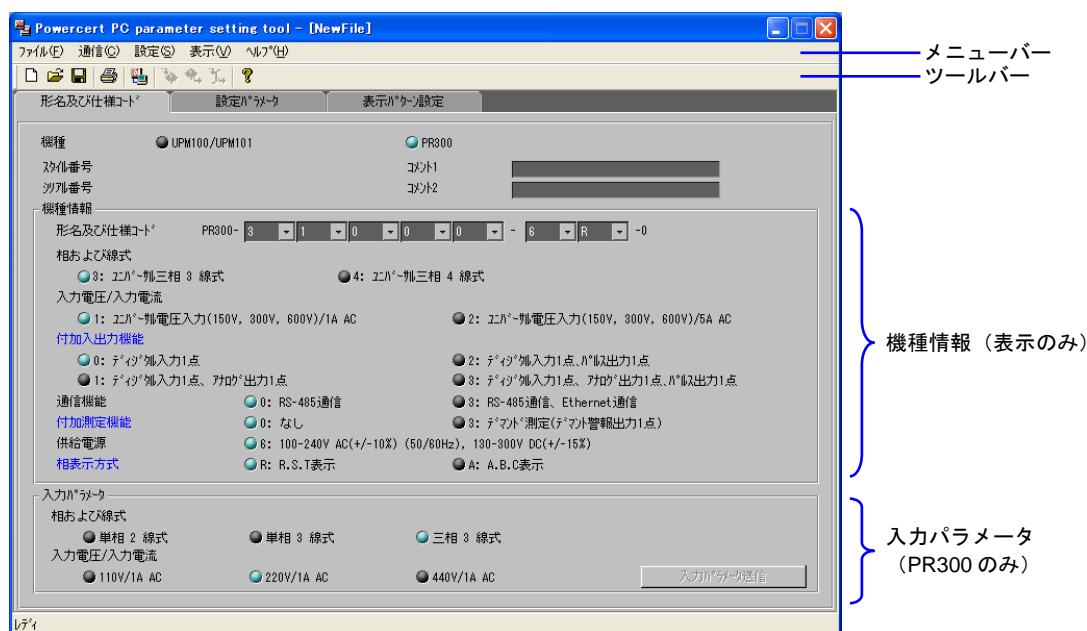 Powercert PC parameter setting tool - [NewFile]
ﾌｧｲﾙ(F) 通信(C) 設定(S) 表示(V) ﾍﾙﾌﾟ(H)
メニューバー
ツールバー
形名及び仕様ｺｰﾄﾞ 設定ﾊﾟﾗﾒｰﾀ 表示ﾊﾟﾀｰﾝ設定
機種 UPM100/UPM101 PR300
ｽﾀｲﾙ番号 ｺﾒﾝﾄ1
ｼﾘｱﾙ番号 ｺﾒﾝﾄ2
機種情報
形名及び仕様ｺｰﾄﾞ PR300- 3 1 0 0 0 - 6 R -0
相および線式
3: ﾕﾆﾊﾞｰｻﾙ三相 3 線式 4: ﾕﾆﾊﾞｰｻﾙ三相 4 線式
入力電圧/入力電流
1: ﾕﾆﾊﾞｰｻﾙ電圧入力(150V, 300V, 600V)/1A AC 2: ﾕﾆﾊﾞｰｻﾙ電圧入力(150V, 300V, 600V)/5A AC
付加入出力機能
0: ﾃﾞｨｼﾞﾀﾙ入力1点 2: ﾃﾞｨｼﾞﾀﾙ入力1点､ﾊﾟﾙｽ出力1点
1: ﾃﾞｨｼﾞﾀﾙ入力1点、ｱﾅﾛｸﾞ出力1点 3: ﾃﾞｨｼﾞﾀﾙ入力1点、ｱﾅﾛｸﾞ出力1点､ﾊﾟﾙｽ出力1点
通信機能 0: RS-485通信 3: RS-485通信、Ethernet通信
付加測定機能 0: なし 3: ﾃﾞﾏﾝﾄﾞ測定(ﾃﾞﾏﾝﾄ警報出力1点)
供給電源 6: 100-240V AC(+/-10%) (50/60Hz), 130-300V DC(+/-15%)
相表示方式 R: R.S.T表示 A: A.B.C表示
機種情報（表示のみ）
入力ﾊﾟﾗﾒｰﾀ
相および線式
単相 2 線式 単相 3 線式 三相 3 線式
入力電圧/入力電流
110V/1A AC 220V/1A AC 440V/1A AC 入力ﾊﾟﾗﾒｰﾀ送信
入力パラメータ
（PR300 のみ）
ﾚﾃﾞｨ